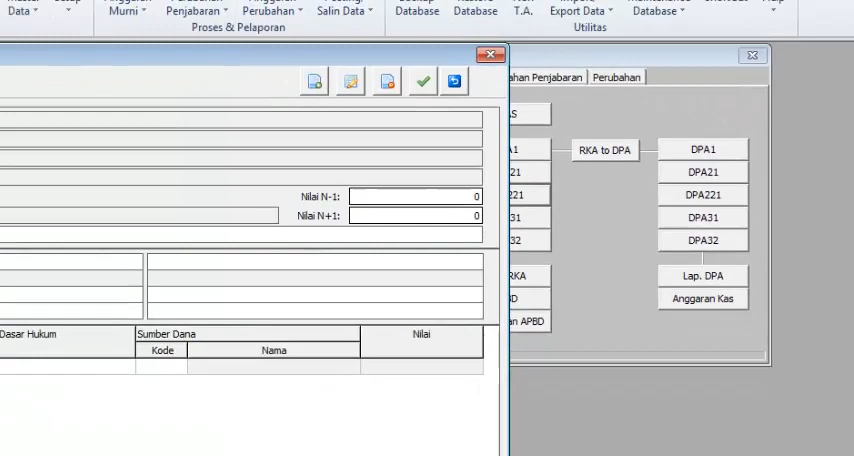 Data
Murni
Penjabaran
Perubahan
Salin Data
Database
Database
T.A.
Export Data
Database
Proses & Pelaporan
Utilitas
ahan Penjabaran
Perubahan
AS
A1
RKA to DPA
DPA1
21
DPA21
221
DPA221
31
DPA31
32
DPA32
RKA
Lap. DPA
BD
Anggaran Kas
an APBD
Nilai N-1:
0
Nilai N+1:
0
Dasar Hukum
Sumber Dana
Nilai
Kode
Nama